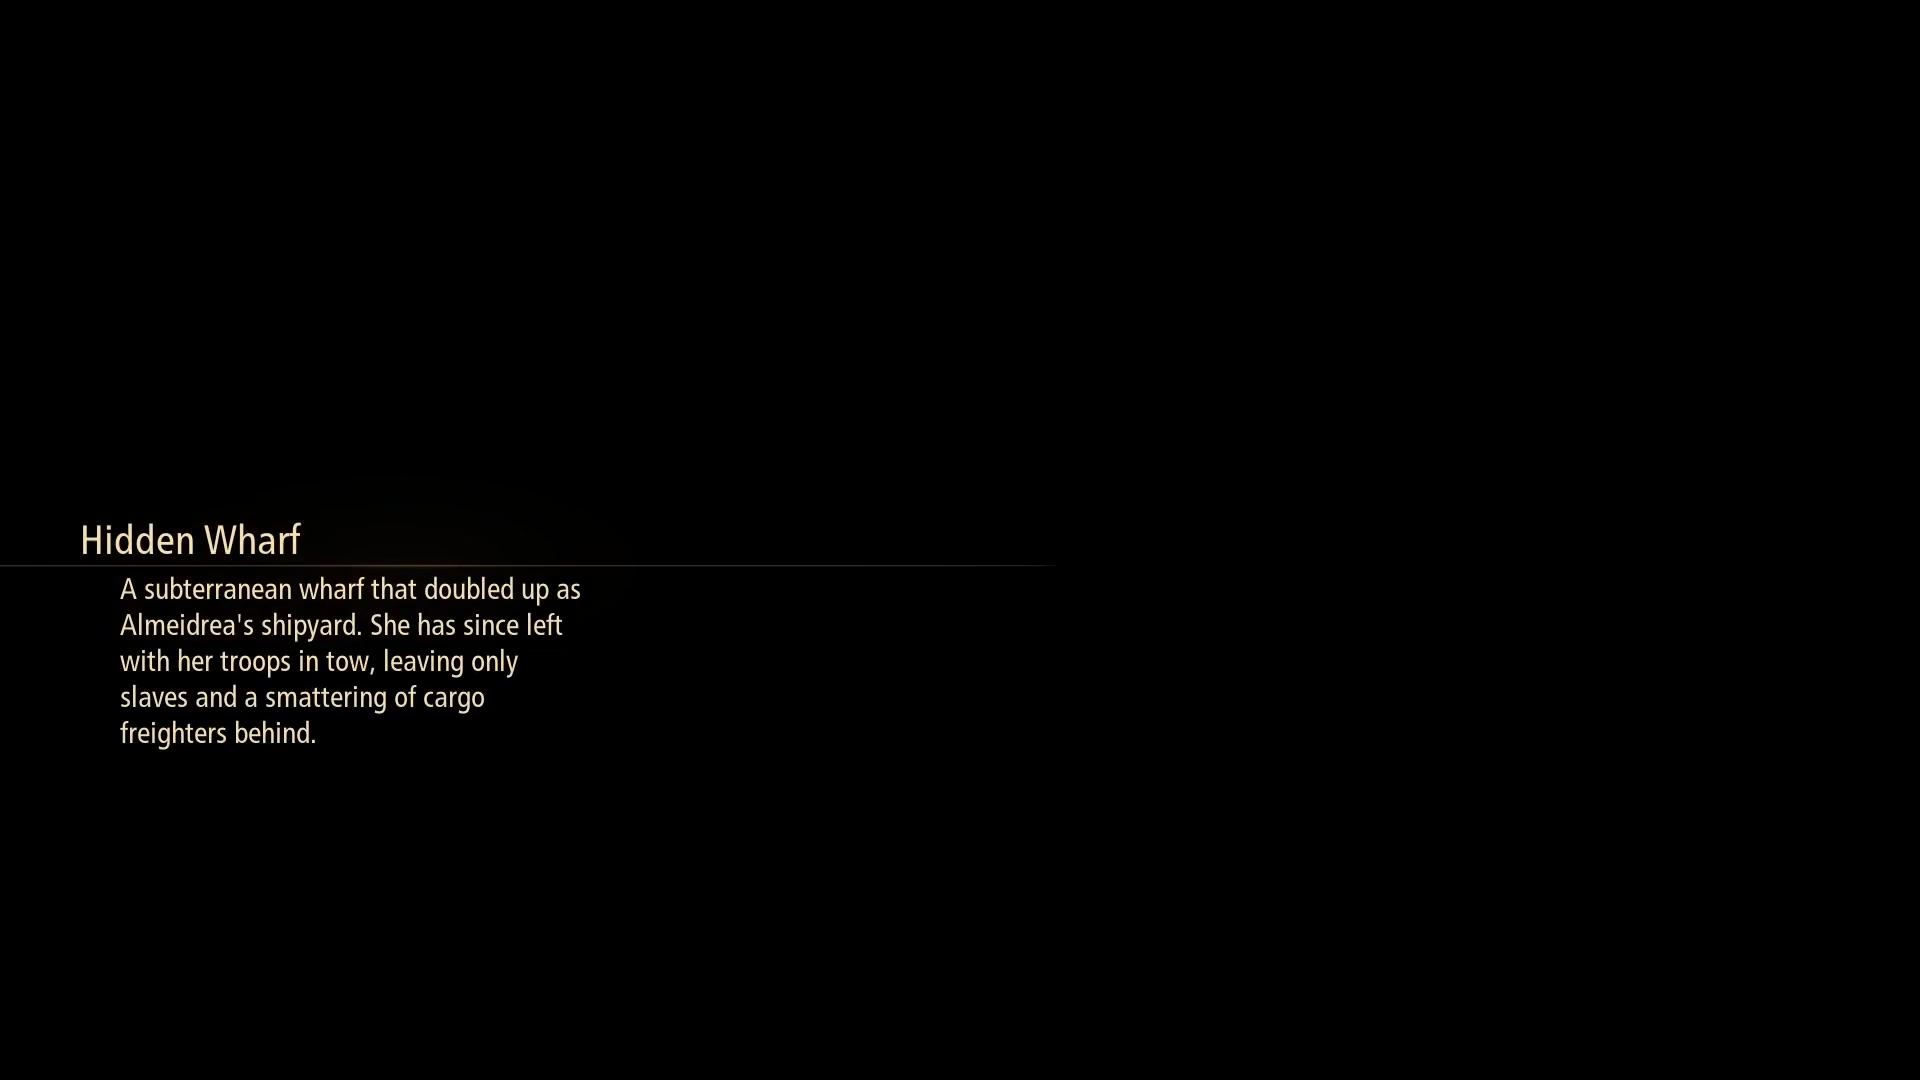 Hidden Wharf
A subterranean wharf that doubled up as
Almeidrea's shipyard. She has since left
with her troops in tow, leaving only
slaves and a smattering of cargo
freighters behind.